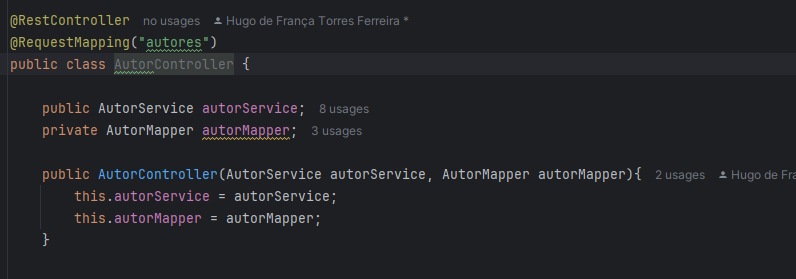 @RestController no usages Hugo de França Torres Ferreira *
@RequestMapping("autores")
public class AutorController {
public AutorService autorService; 8 usages
private AutorMapper autorMapper; 3 usages
public AutorController(AutorService autorService, AutorMapper autorMapper){ 2 usages Hugo de Fra
this.autorService = autorService;
this.autorMapper = autorMapper;
}